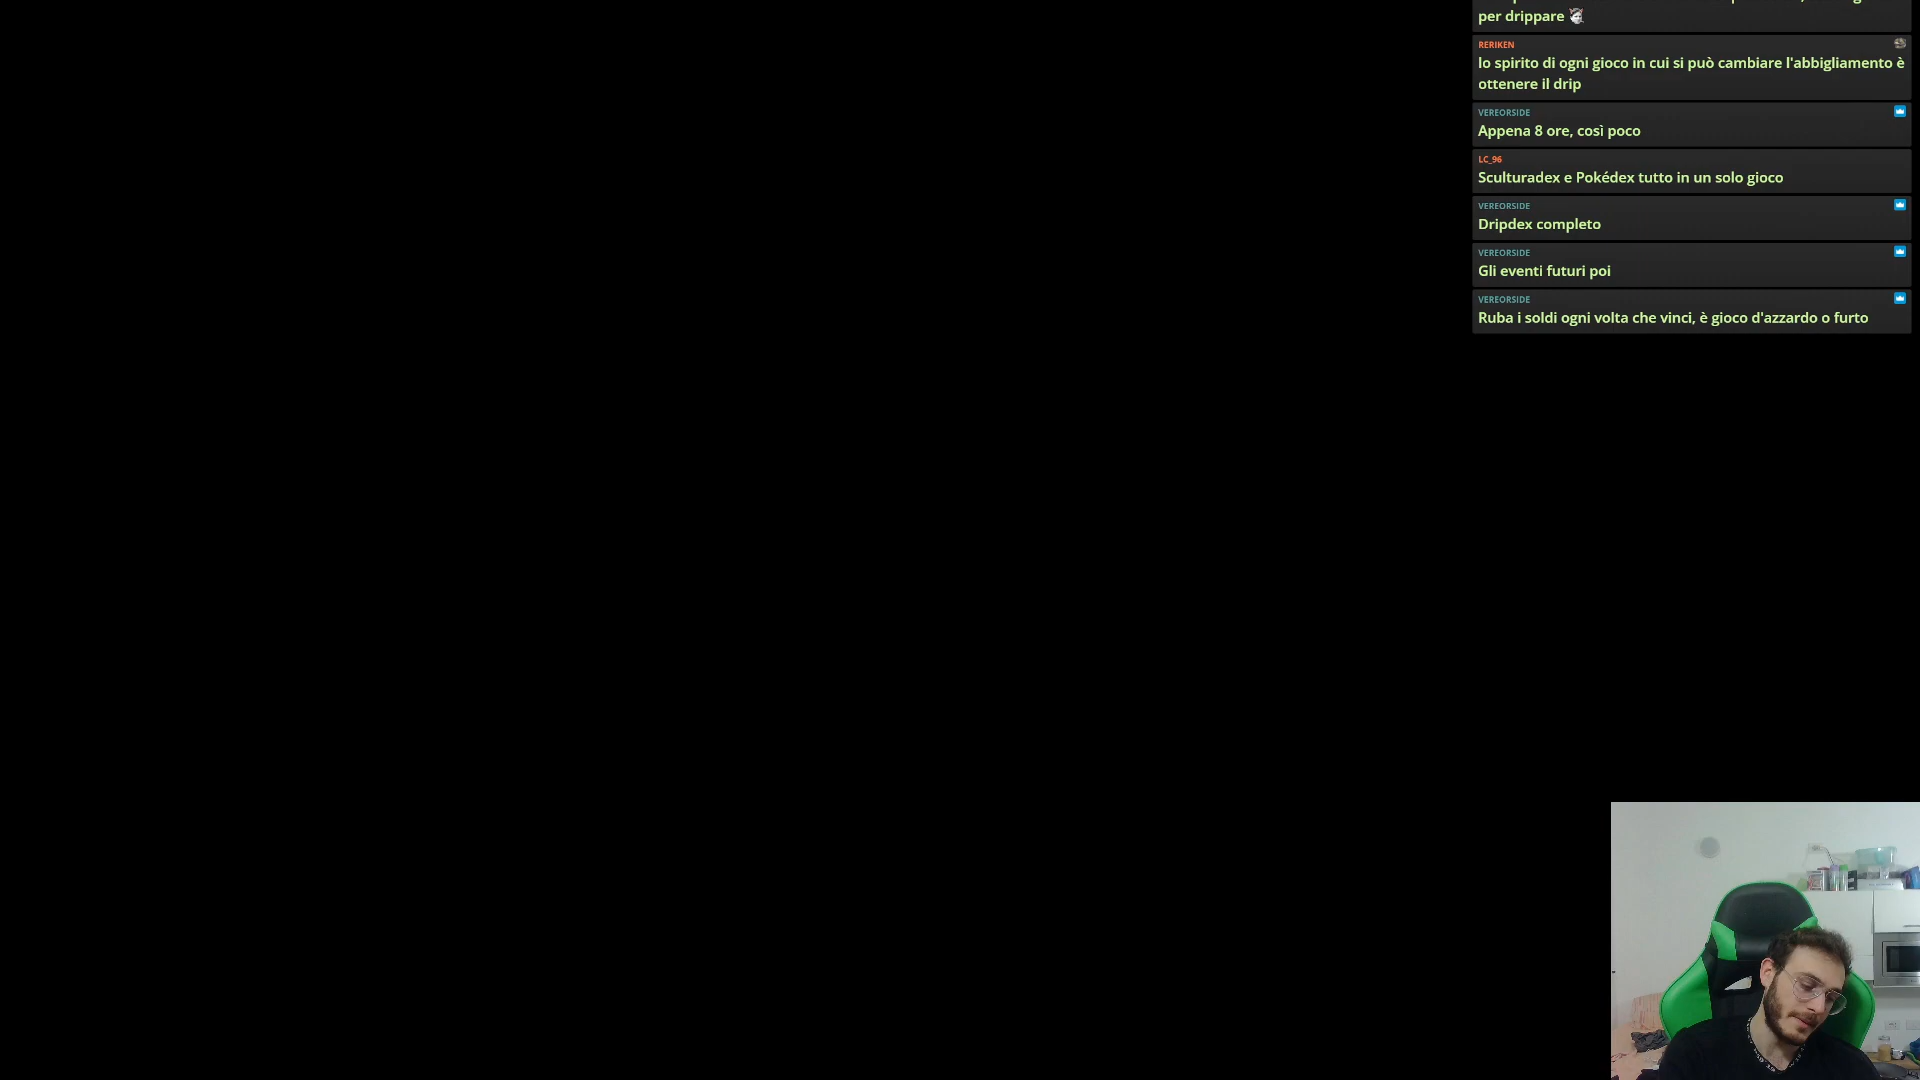 per drippare
RERIKEN
lo spirito di ogni gioco in cui si può cambiare l'abbigliamento è
ottenere il drip
VEREORSIDE
Appena 8 ore, così poco
LC_96
Sculturadex e Pokédex tutto in un solo gioco
VEREORSIDE
Dripdex completo
VEREORSIDE
Gli eventi futuri poi
VEREORSIDE
Ruba i soldi ogni volta che vinci, è gioco d'azzardo o furto